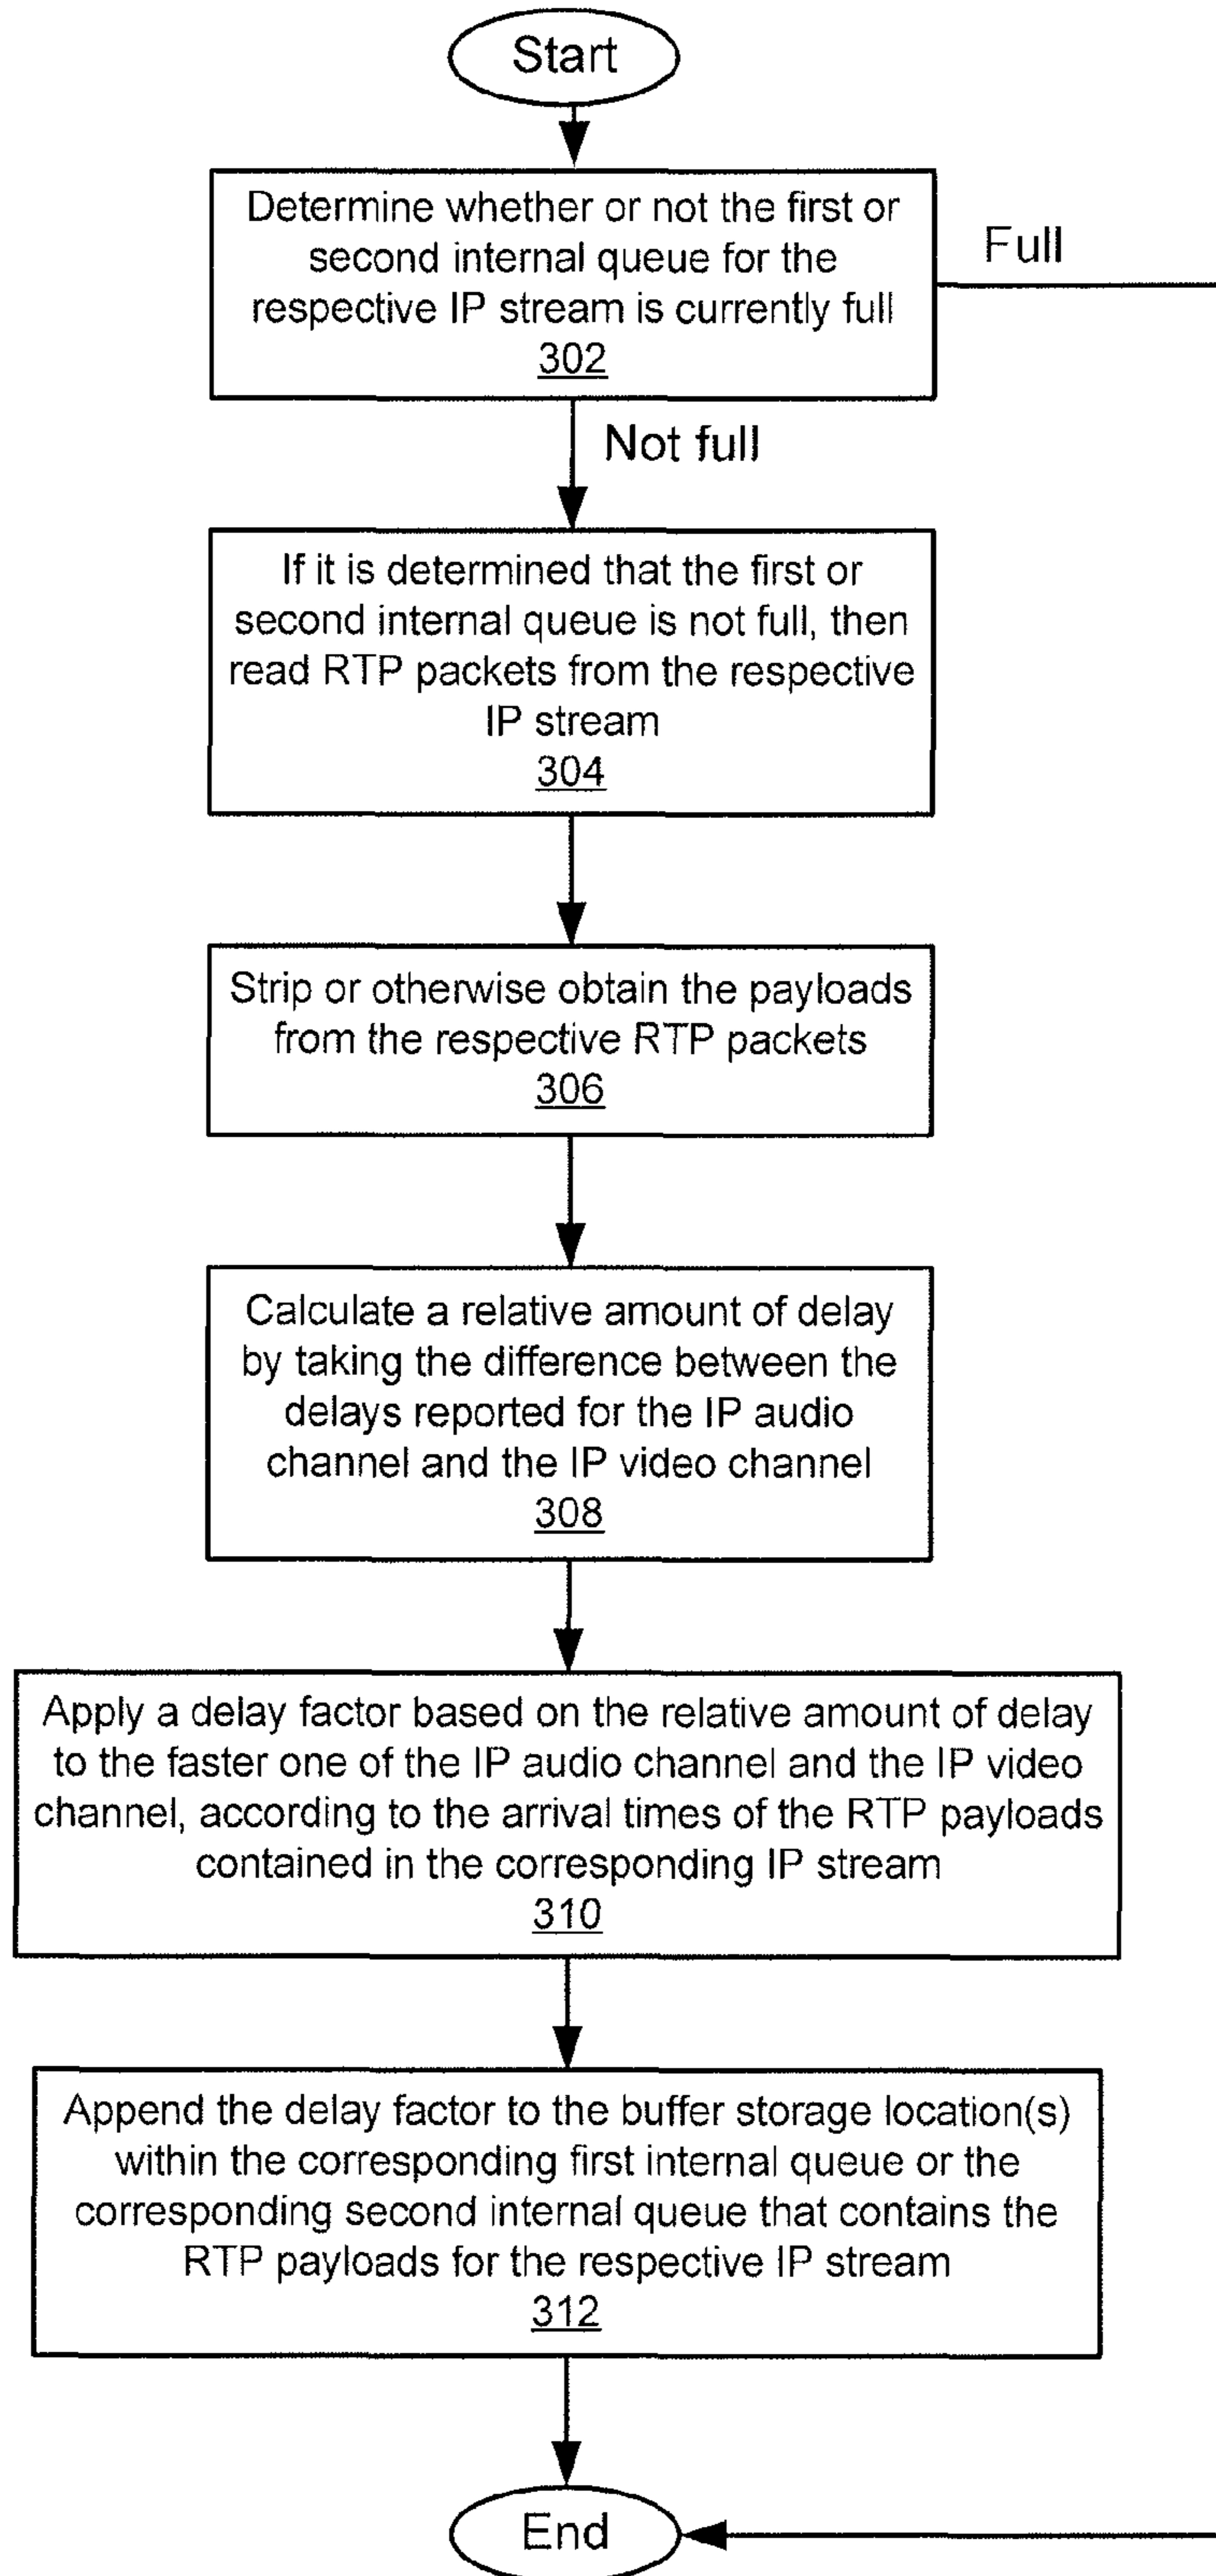 Start
Determine whether or not the first or
second internal queue for the
respective IP stream is currently full
302
Full
Not full
If it is determined that the first or
second internal queue is not full, then
read RTP packets from the respective
IP stream
304
Strip or otherwise obtain the payloads
from the respective RTP packets
306
Calculate a relative amount of delay
by taking the difference between the
delays reported for the IP audio
channel and the IP video channel
308
Apply a delay factor based on the relative amount of delay
to the faster one of the IP audio channel and the IP video
channel, according to the arrival times of the RTP payloads
contained in the corresponding IP stream
310
Append the delay factor to the buffer storage location(s)
within the corresponding first internal queue or the
corresponding second internal queue that contains the
RTP payloads for the respective IP stream
312
End